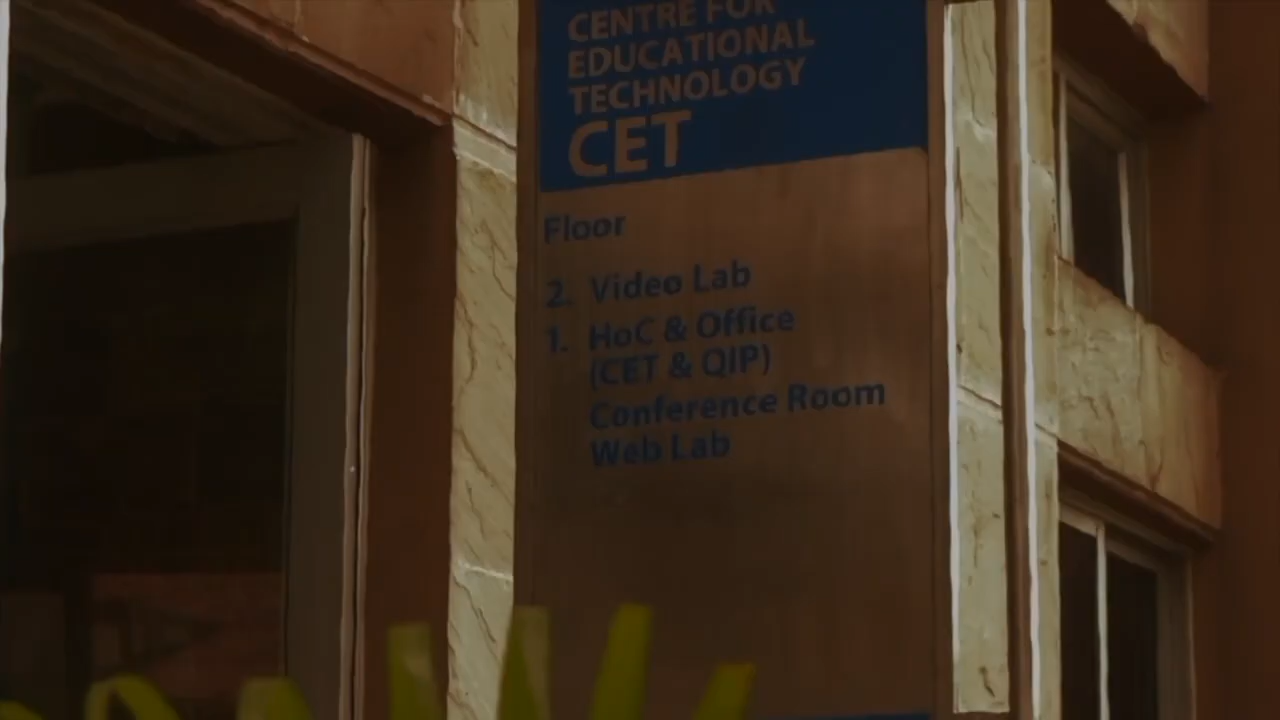 CENTRE FOR
EDUCATIONAL
TECHNOLOGY
CET
Floor
2. Video Lab
1. HoC & Office
(CET & QIP)
Conference Room
Web Lab